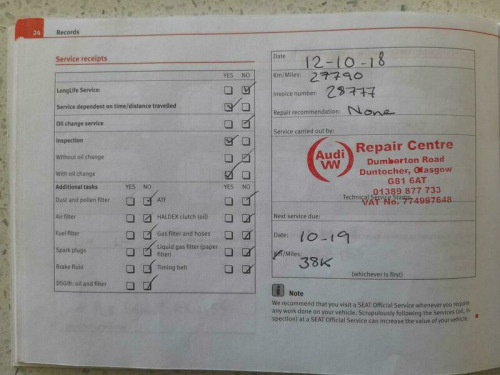 24 Records
Service receipts
YES NO
LongLife Service:
Service dependent on time/distance travelled
Oil change service
Inspection
Without oil change
With oil change
Additional tasks YES NO YES NO
Dust and pollen filter ATF
Air filter HALDEX clutch (oil)
Fuel filter Gas filter and hoses
Spark plugs Liquid gas filter (paper
filter)
Brake fluid Timing belt
DSG®: oil and filter
Date 12-10-18
Km/Miles: 27790
Invoice number: 28777
Repair recommendation: None
Service carried out by:
Audi
VW
Repair Centre
Dumbarton Road
Duntocher, Glasgow
G81 6AT
01389 877 733
Technical Service Stamp
VAT No. 774997648
Next service due:
Date: 10-19
Km/Miles: 38K
(whichever is first)
Note
We recommend that you visit a SEAT Official Service whenever you require
any work done on your vehicle. Scrupulously following the Services (oil, in-
spection) at a SEAT Official Service can increase the value of your vehicle.